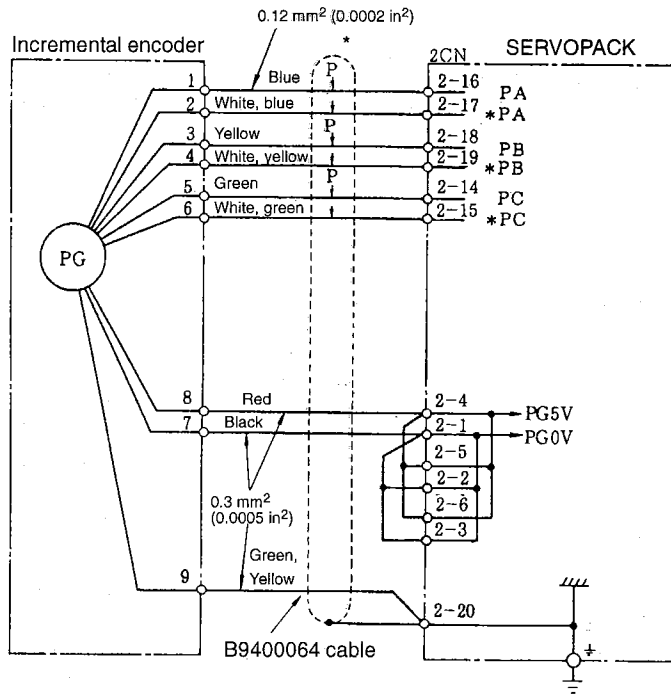 0.12 mm² (0.0002 in²)
Incremental encoder
*
2CN
SERVOPACK
P
1 Blue 2-16 PA
2 White, blue 2-17 *PA
P
3 Yellow 2-18 PB
4 White, yellow 2-19 *PB
P
5 Green 2-14 PC
6 White, green 2-15 *PC
PG
8 Red 2-4 PG5V
7 Black 2-1 PG0V
2-5
2-2
0.3 mm²
(0.0005 in²)
2-6
2-3
Green,
Yellow
9
2-20
B9400064 cable